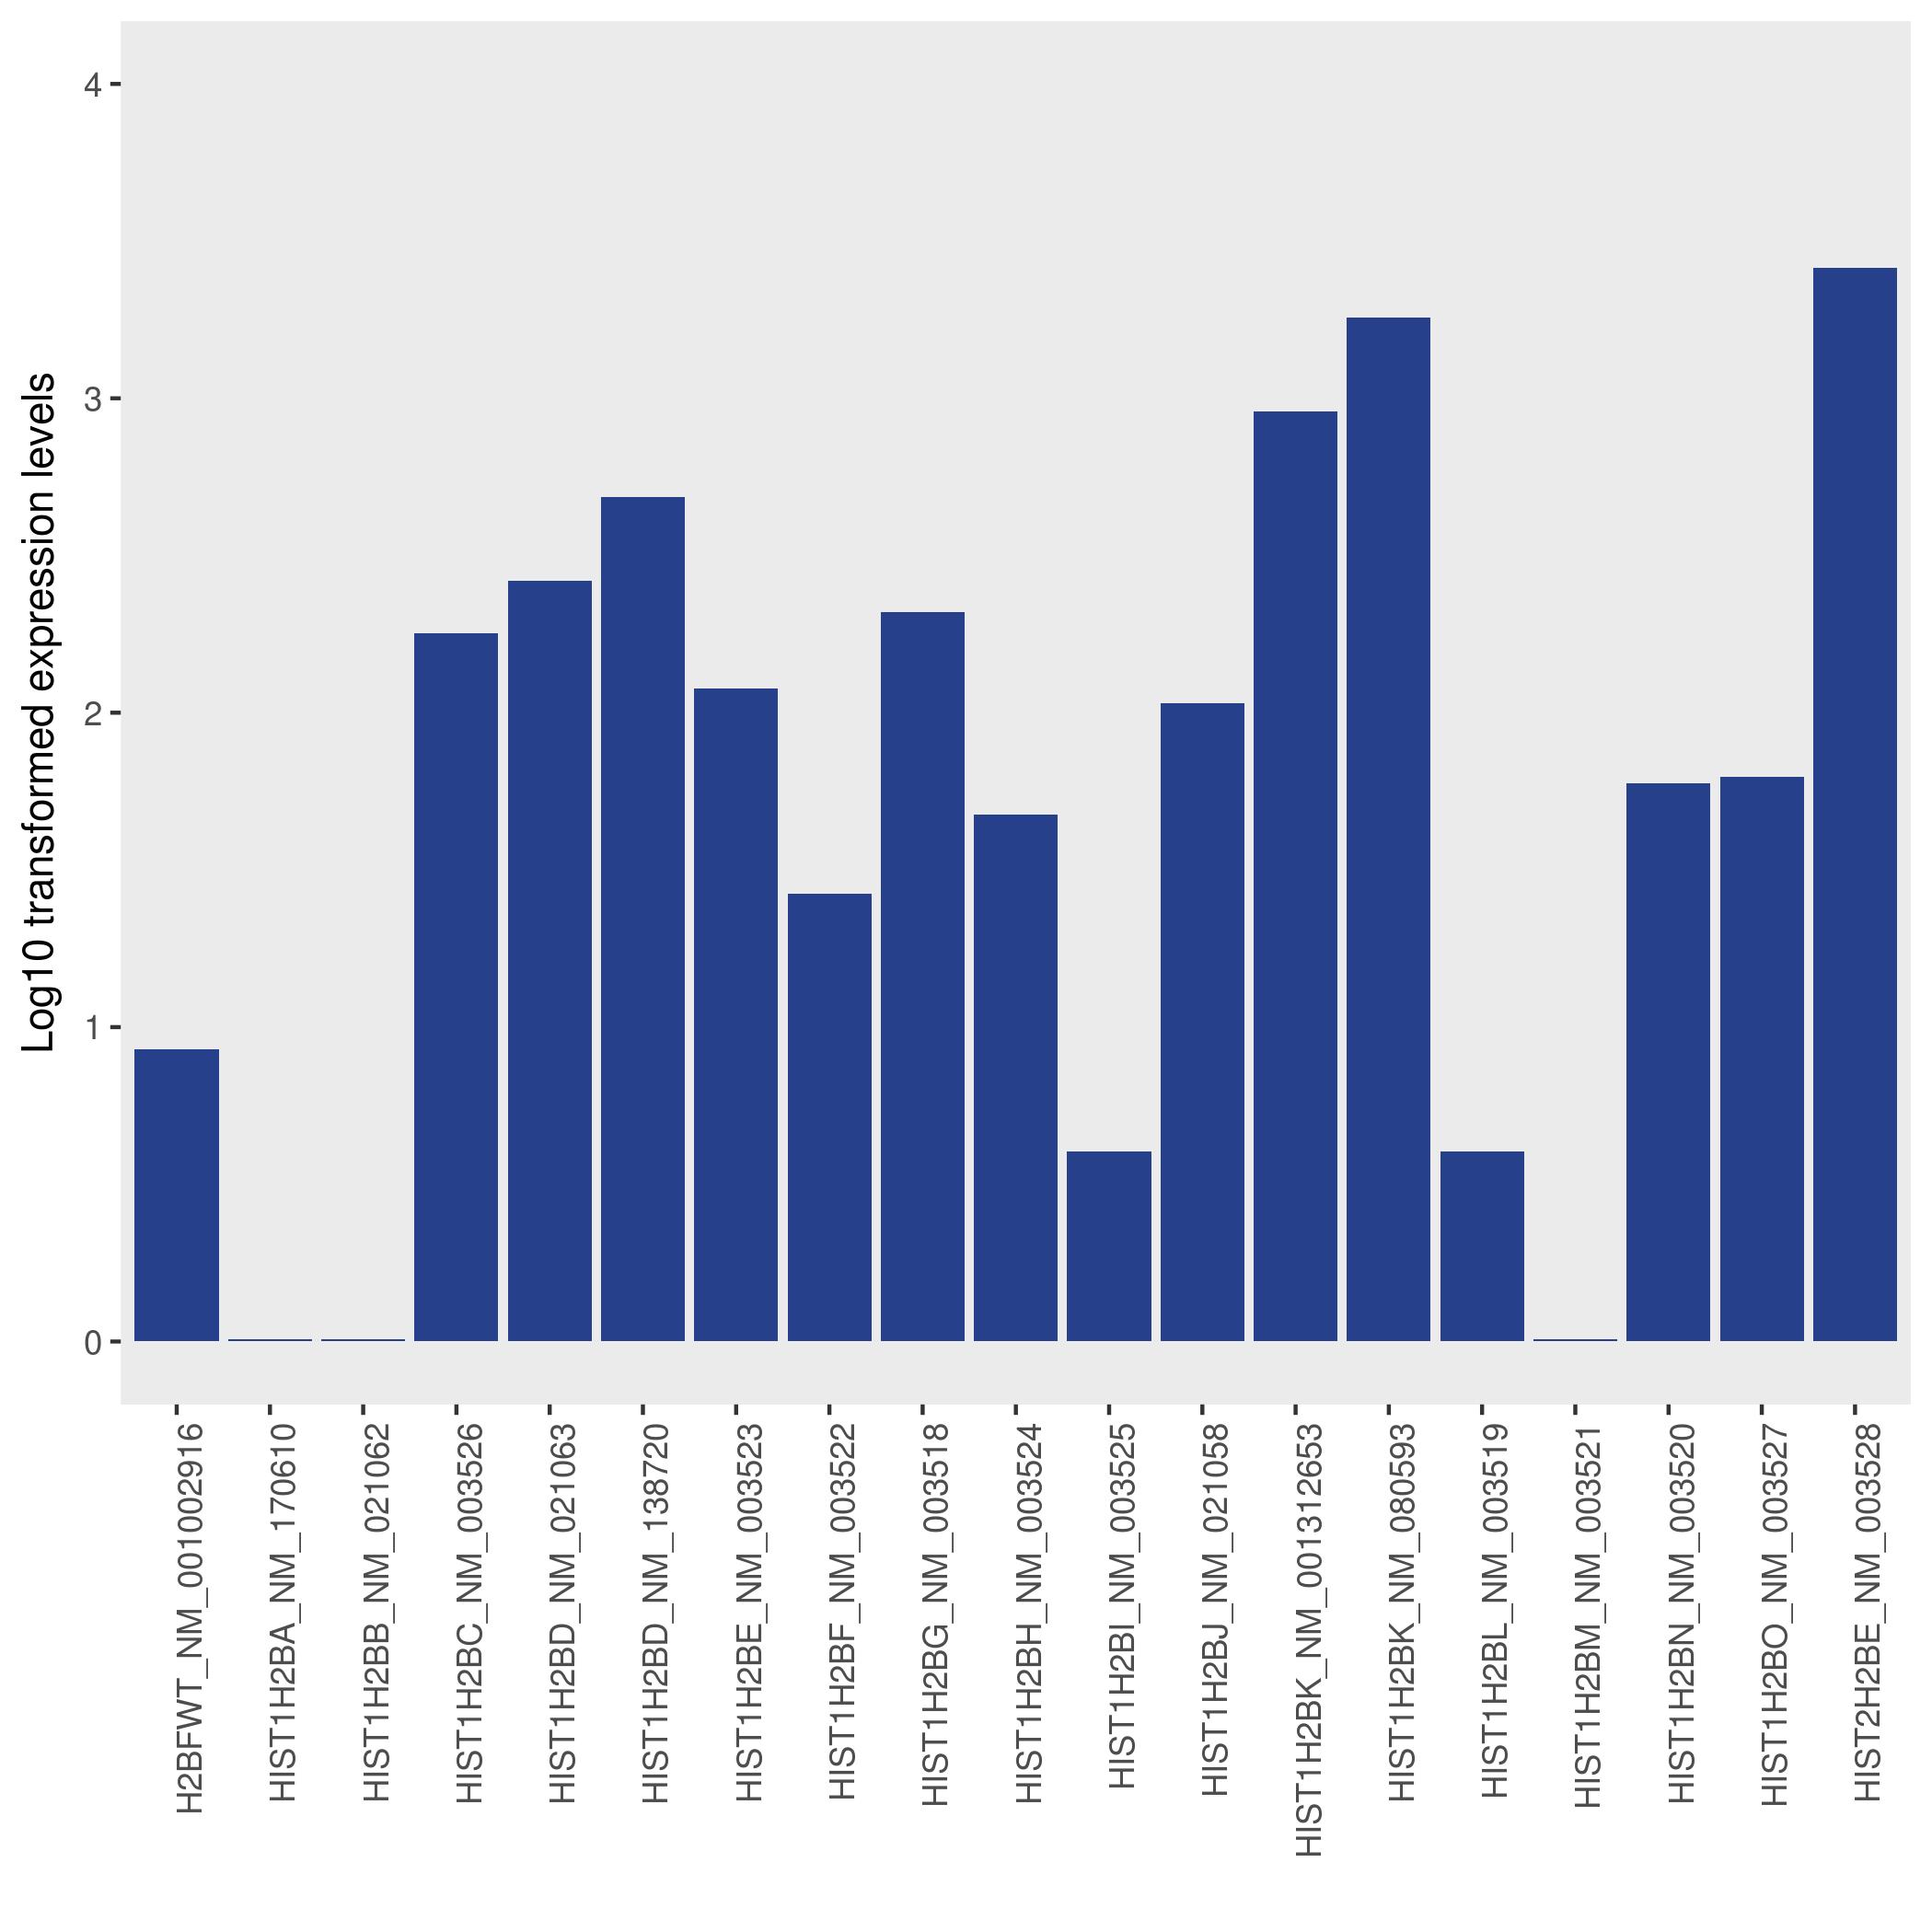 Log10 transformed expression levels
4
3
2
1
0
H2BFWT_NM_001002916
HIST1H2BA_NM_170610
HIST1H2BB_NM_021062
HIST1H2BC_NM_003526
HIST1H2BD_NM_021063
HIST1H2BD_NM_138720
HIST1H2BE_NM_003523
HIST1H2BF_NM_003522
HIST1H2BG_NM_003518
HIST1H2BH_NM_003524
HIST1H2BI_NM_003525
HIST1H2BJ_NM_021058
HIST1H2BK_NM_001312653
HIST1H2BK_NM_080593
HIST1H2BL_NM_003519
HIST1H2BM_NM_003521
HIST1H2BN_NM_003520
HIST1H2BO_NM_003527
HIST2H2BE_NM_003528